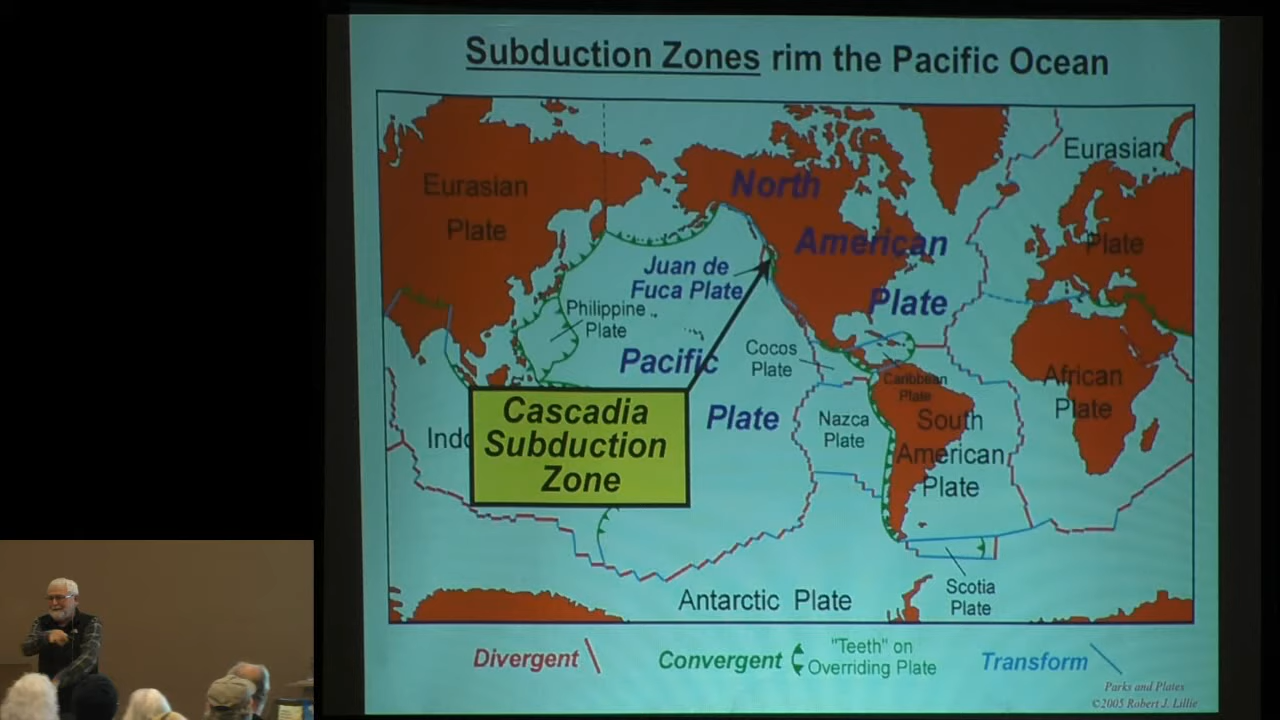 Subduction Zones rim the Pacific Ocean
Eurasian
Plate
North
American
Plate
Eurasian
Plate
Juan de
Fuca Plate
Philippine
Plate
Pacific
Plate
Cocos
Plate
Caribbean
Plate
African
Plate
Cascadia
Subduction
Zone
Indo
Nazca
Plate
South
American
Plate
Antarctic Plate
Scotia
Plate
Divergent
Convergent
"Teeth" on
Overriding Plate
Transform
Parks and Plates
©2005 Robert J. Lillie